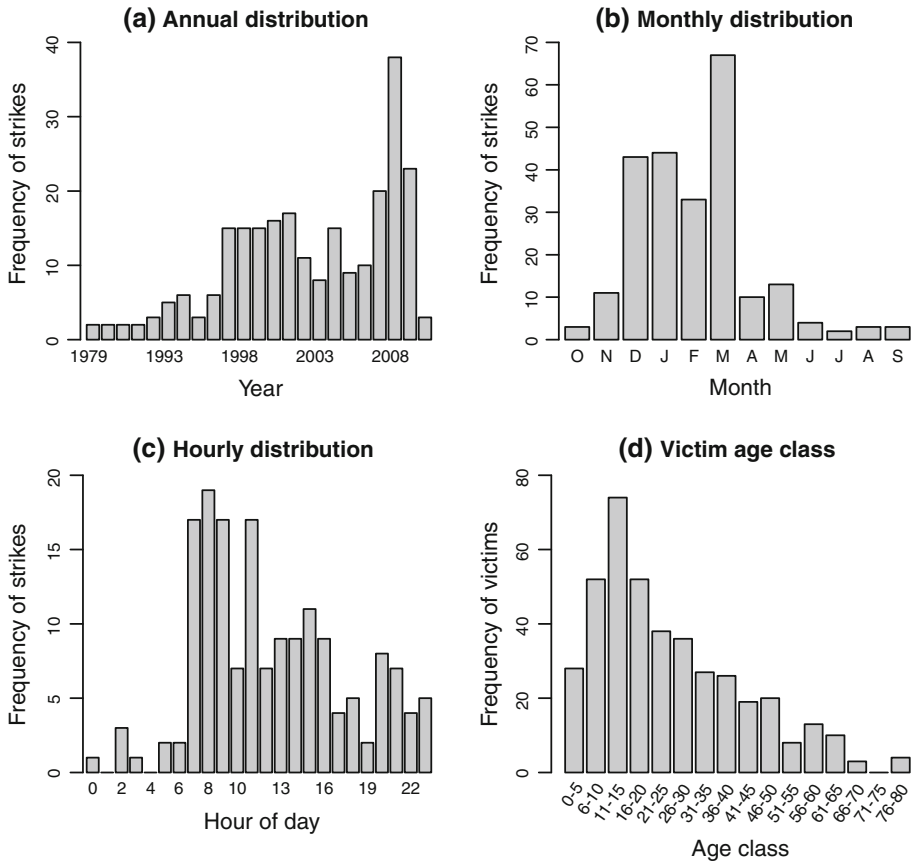 (a) Annual distribution
Frequency of strikes
0 10 20 30 40
1979 1993 1998 2003 2008
Year
(b) Monthly distribution
Frequency of strikes
0 10 20 30 40 50 60 70
O N D J F M A M J J A S
Month
(c) Hourly distribution
Frequency of strikes
0 5 10 15 20
0 2 4 6 8 10 13 16 19 22
Hour of day
(d) Victim age class
Frequency of victims
0 20 40 60 80
0-5 6-10 11-15 16-20 21-25 26-30 31-35 36-40 41-45 46-50 51-55 56-60 61-65 66-70 71-75 76-80
Age class